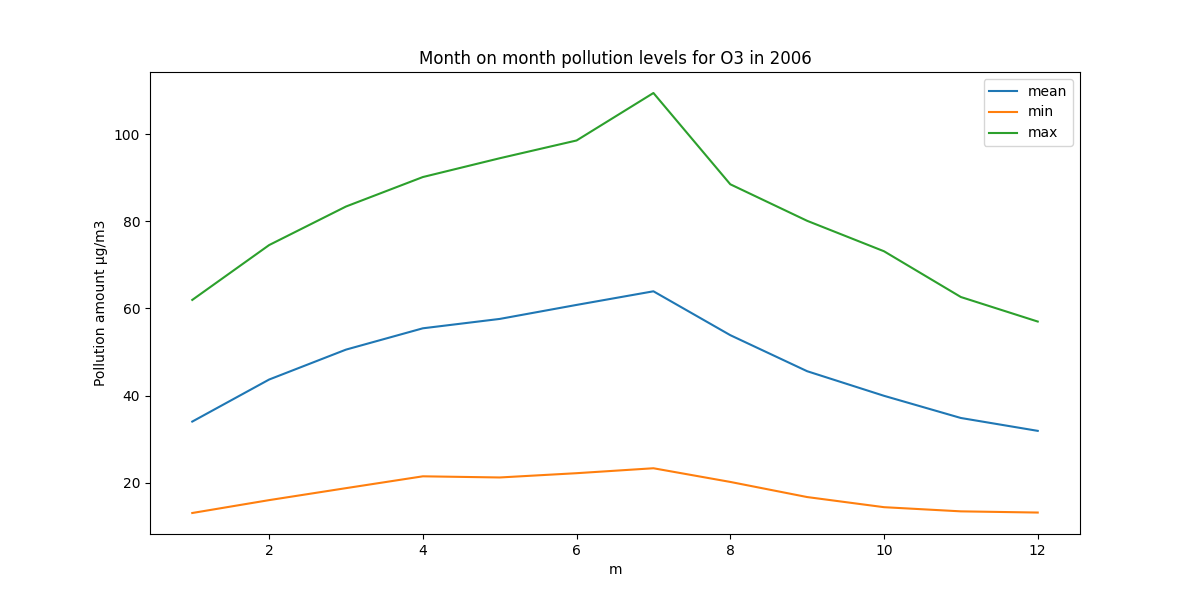 Month on month pollution levels for O3 in 2006
mean
min
max
100
80
60
40
20
Pollution amount µg/m3
2 4 6 8 10 12
m